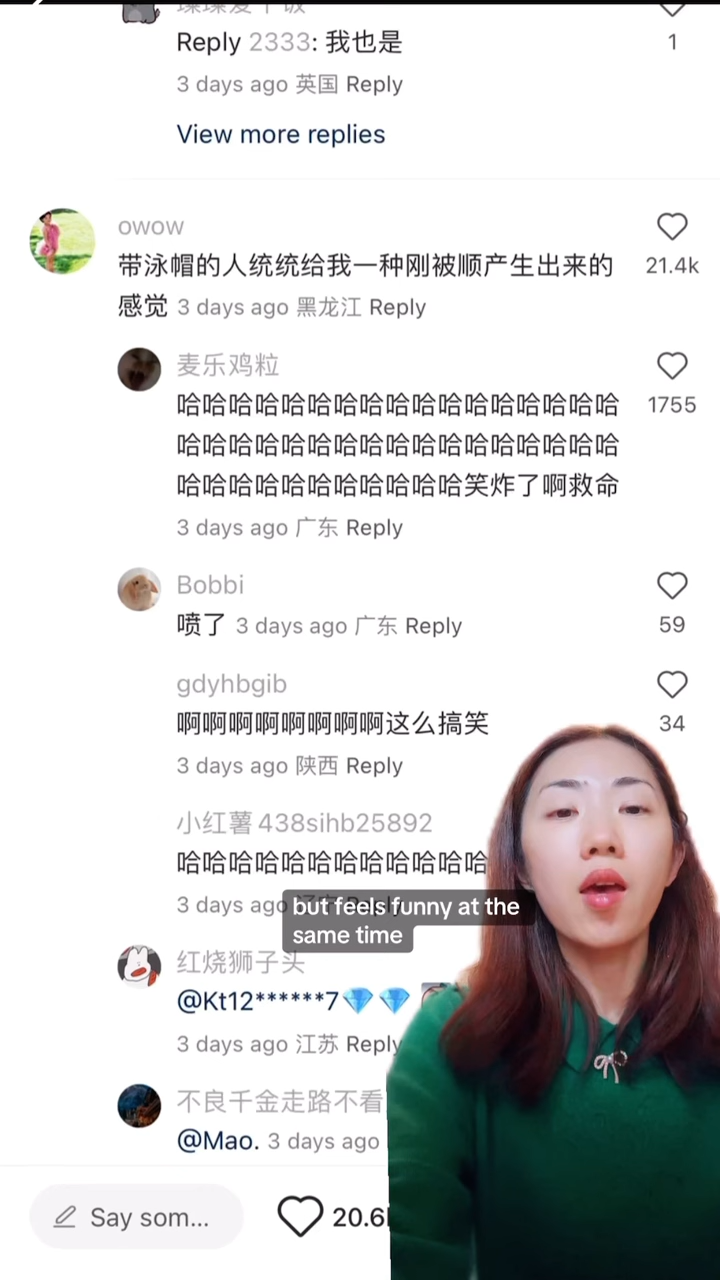 Reply 2333: 我也是
1
3 days ago 英国 Reply
View more replies
owow
带泳帽的人统统给我一种刚被顺产生出来的
21.4k
感觉 3 days ago 黑龙江 Reply
麦乐鸡粒
哈哈哈哈哈哈哈哈哈哈哈哈哈哈哈哈哈
1755
哈哈哈哈哈哈哈哈哈哈哈哈哈哈哈哈哈
哈哈哈哈哈哈哈哈哈哈哈笑炸了啊救命
3 days ago 广东 Reply
Bobbi
喷了 3 days ago 广东 Reply
59
gdyhbgib
啊啊啊啊啊啊啊啊这么搞笑
34
3 days ago 陕西 Reply
小红薯438sihb25892
哈哈哈哈哈哈哈哈哈哈哈哈
3 days ago
but feels funny at the
same time
红烧狮子头
@Kt12******7💎💎
3 days ago 江苏 Reply
不良千金走路不看
@Mao. 3 days ago
Say som...
20.6